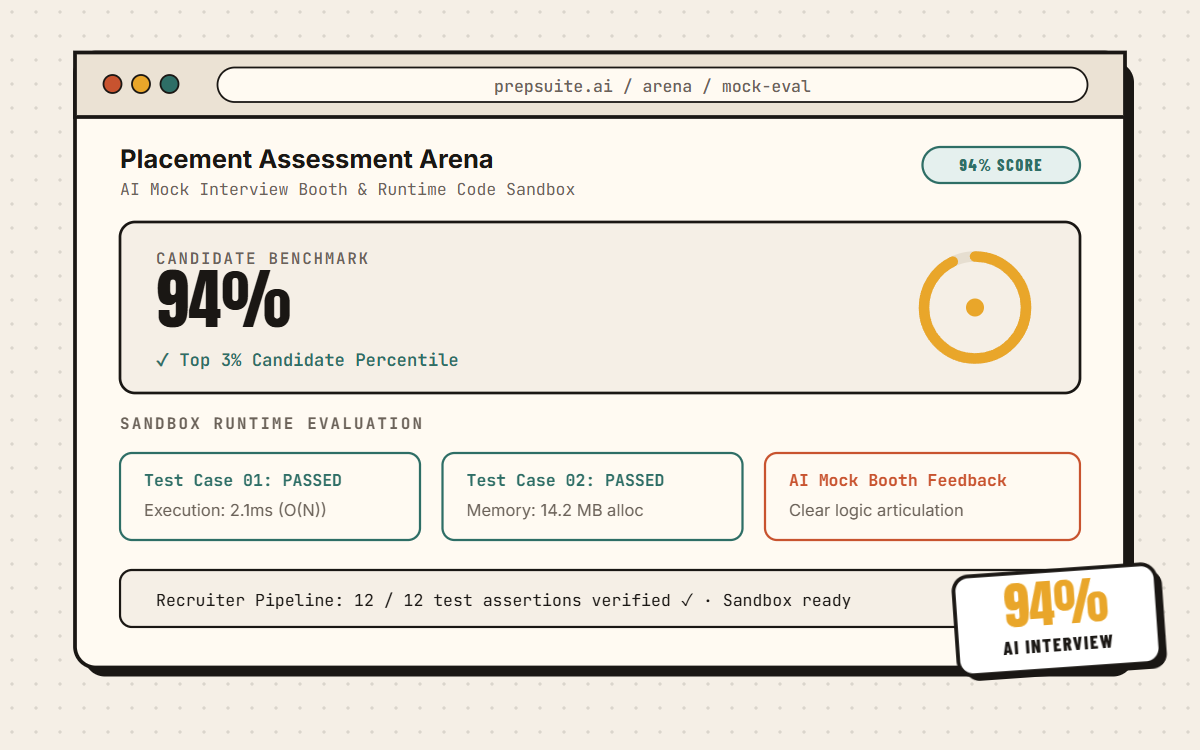 prepsuite.ai / arena / mock-eval
Placement Assessment Arena
AI Mock Interview Booth & Runtime Code Sandbox
94% SCORE
CANDIDATE BENCHMARK
94%
✓ Top 3% Candidate Percentile
SANDBOX RUNTIME EVALUATION
Test Case 01: PASSED
Execution: 2.1ms (O(N))
Test Case 02: PASSED
Memory: 14.2 MB alloc
AI Mock Booth Feedback
Clear logic articulation
Recruiter Pipeline: 12 / 12 test assertions verified ✓ · Sandbox ready
94%
AI INTERVIEW